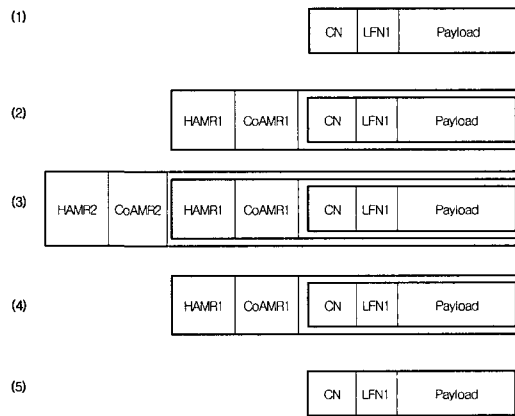 (1)
CN LFN1 Payload
(2)
HAMR1 CoAMR1 CN LFN1 Payload
(3)
HAMR2 CoAMR2 HAMR1 CoAMR1 CN LFN1 Payload
(4)
HAMR1 CoAMR1 CN LFN1 Payload
(5)
CN LFN1 Payload